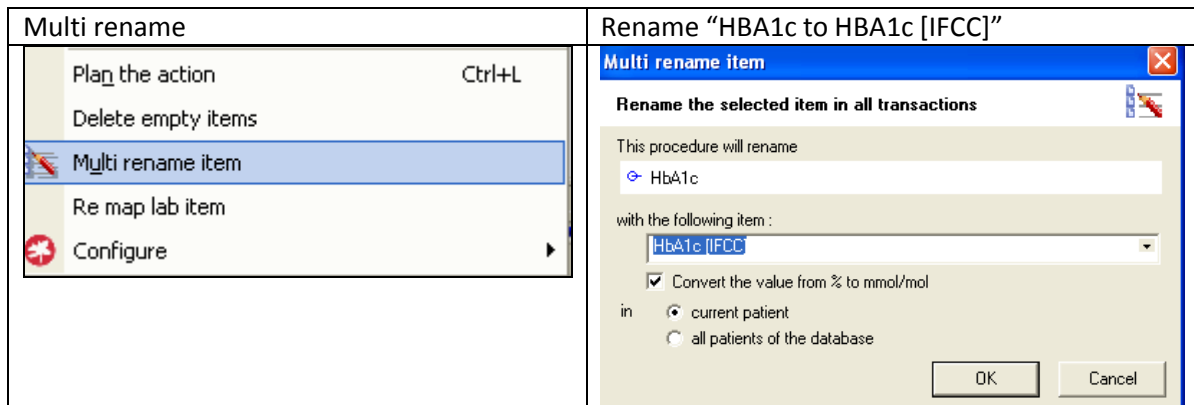 Multi rename
Rename “HBA1c to HBA1c [IFCC]”
Plan the action Ctrl+L
Delete empty items
Multi rename item
Re map lab item
Configure
Multi rename item
Rename the selected item in all transactions
This procedure will rename
HbA1c
with the following item :
HbA1c [IFCC]
Convert the value from % to mmol/mol
in current patient
all patients of the database
OK Cancel